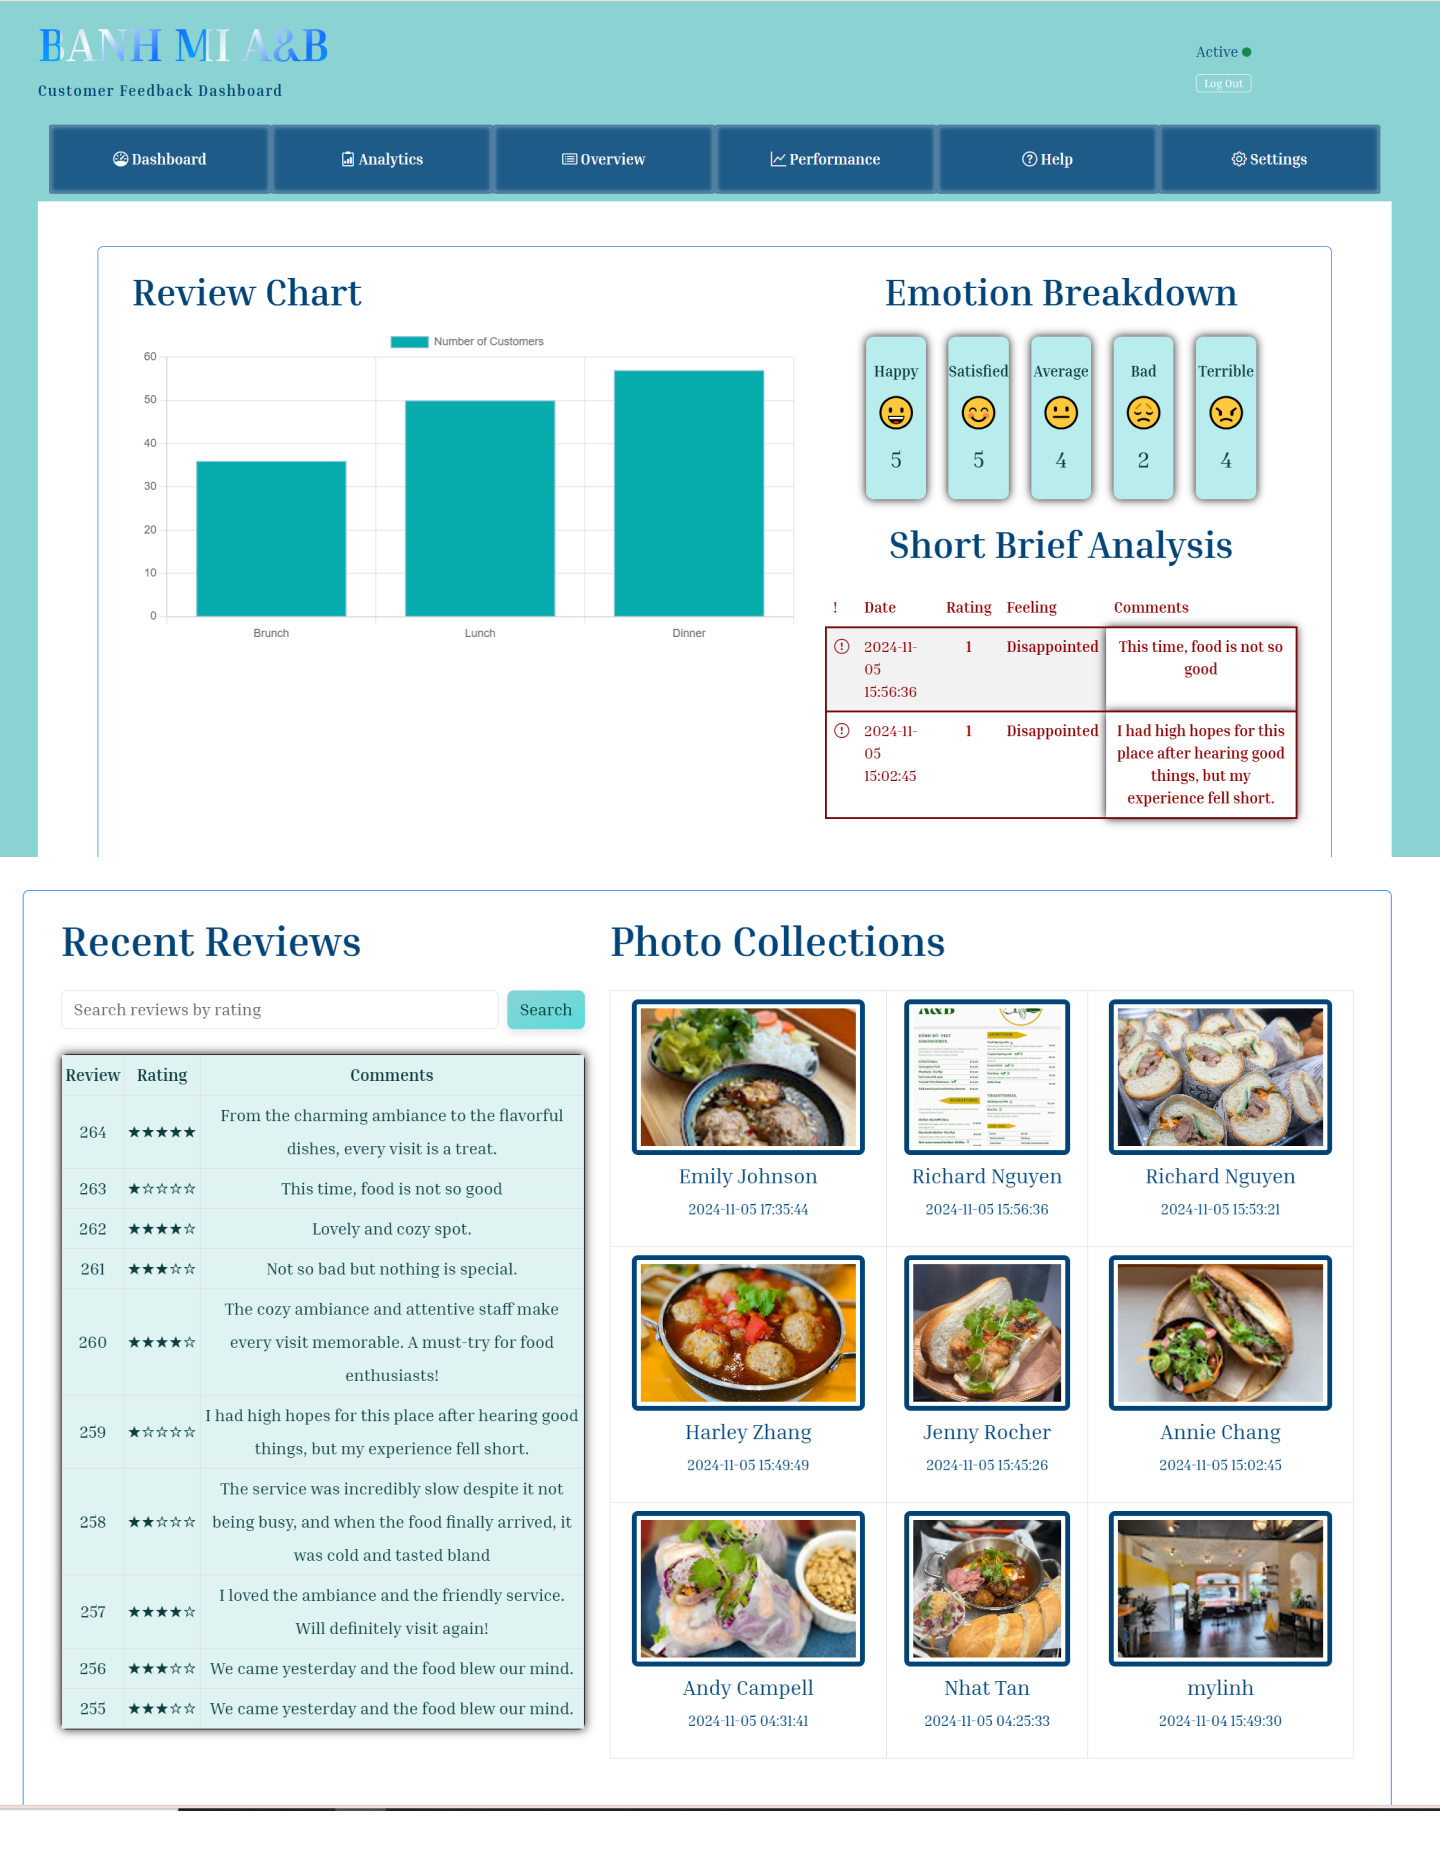 BANH MI A&B
Customer Feedback Dashboard
Active
Log Out
Dashboard
Analytics
Overview
Performance
Help
Settings
Review Chart
Number of Customers
60
50
40
30
20
10
0
Brunch
Lunch
Dinner
Emotion Breakdown
Happy
Satisfied
Average
Bad
Terrible
5
5
4
2
4
Short Brief Analysis
! Date Rating Feeling Comments
2024-11-
05
15:56:36
1
Disappointed
This time, food is not so
good
2024-11-
05
15:02:45
1
Disappointed
I had high hopes for this
place after hearing good
things, but my
experience fell short.
Recent Reviews
Search reviews by rating
Search
Review Rating Comments
264 ★★★★★
From the charming ambiance to the flavorful
dishes, every visit is a treat.
263 ★☆☆☆☆ This time, food is not so good
262 ★★★★☆ Lovely and cozy spot.
261 ★★★☆☆ Not so bad but nothing is special.
260 ★★★★☆
The cozy ambiance and attentive staff make
every visit memorable. A must-try for food
enthusiasts!
259 ★☆☆☆☆
I had high hopes for this place after hearing good
things, but my experience fell short.
258 ★★☆☆☆
The service was incredibly slow despite it not
being busy, and when the food finally arrived, it
was cold and tasted bland
257 ★★★★☆
I loved the ambiance and the friendly service.
Will definitely visit again!
256 ★★★☆☆ We came yesterday and the food blew our mind.
255 ★★★☆☆ We came yesterday and the food blew our mind.
Photo Collections
A&B
TRADITIONAL
Emily Johnson
2024-11-05 17:35:44
Richard Nguyen
2024-11-05 15:56:36
Richard Nguyen
2024-11-05 15:53:21
Harley Zhang
2024-11-05 15:49:49
Jenny Rocher
2024-11-05 15:45:26
Annie Chang
2024-11-05 15:02:45
Andy Campell
2024-11-05 04:31:41
Nhat Tan
2024-11-05 04:25:33
mylinh
2024-11-04 15:49:30